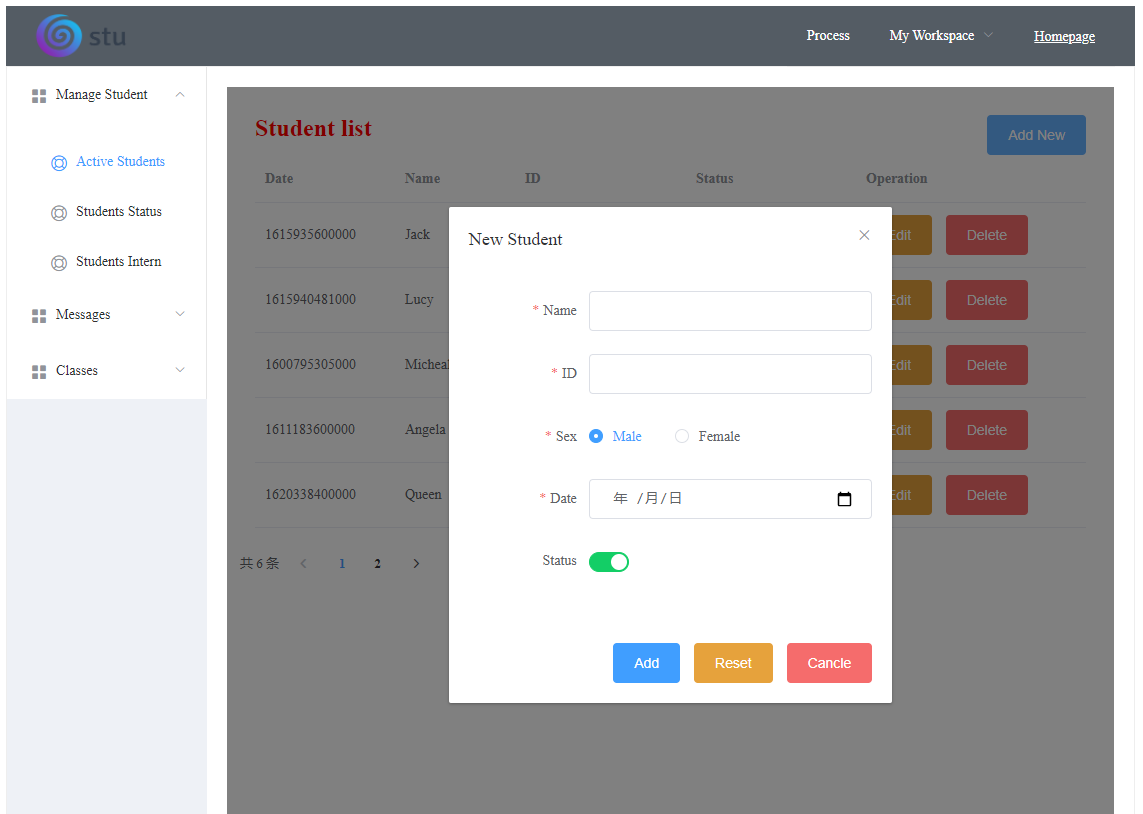 stu
Process
My Workspace
Homepage
Manage Student
Active Students
Students Status
Students Intern
Messages
Classes
Student list
Add New
Date Name ID Status Operation
1615935600000 Jack Edit Delete
1615940481000 Lucy Edit Delete
1600795305000 Micheal Edit Delete
1611183600000 Angela Edit Delete
1620338400000 Queen Edit Delete
共 6 条 1 2
New Student
* Name
* ID
* Sex Male Female
* Date 年 /月/日
Status
Add Reset Cancle